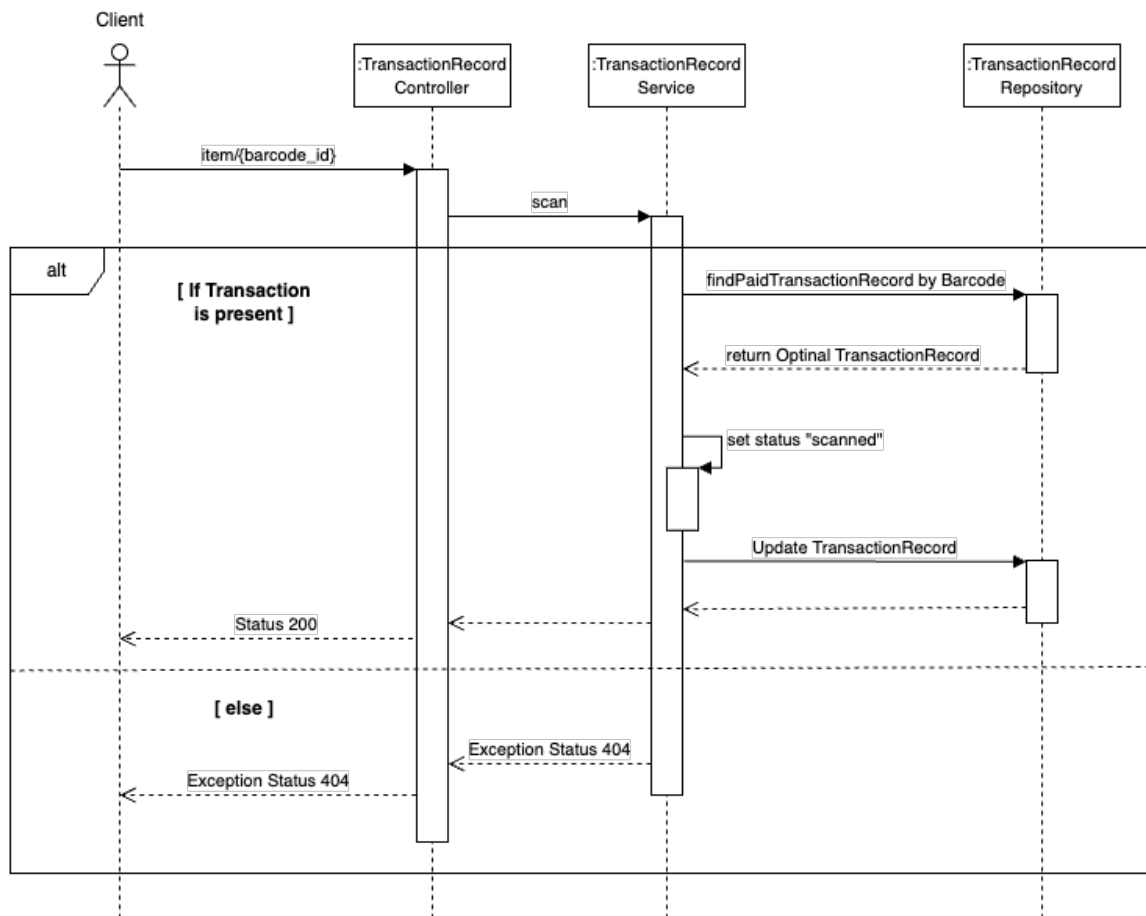 Client
:TransactionRecord
Controller
:TransactionRecord
Service
:TransactionRecord
Repository
item/{barcode_id}
scan
alt
[ If Transaction
is present ]
findPaidTransactionRecord by Barcode
return Optinal TransactionRecord
set status "scanned"
Update TransactionRecord
Status 200
[ else ]
Exception Status 404
Exception Status 404